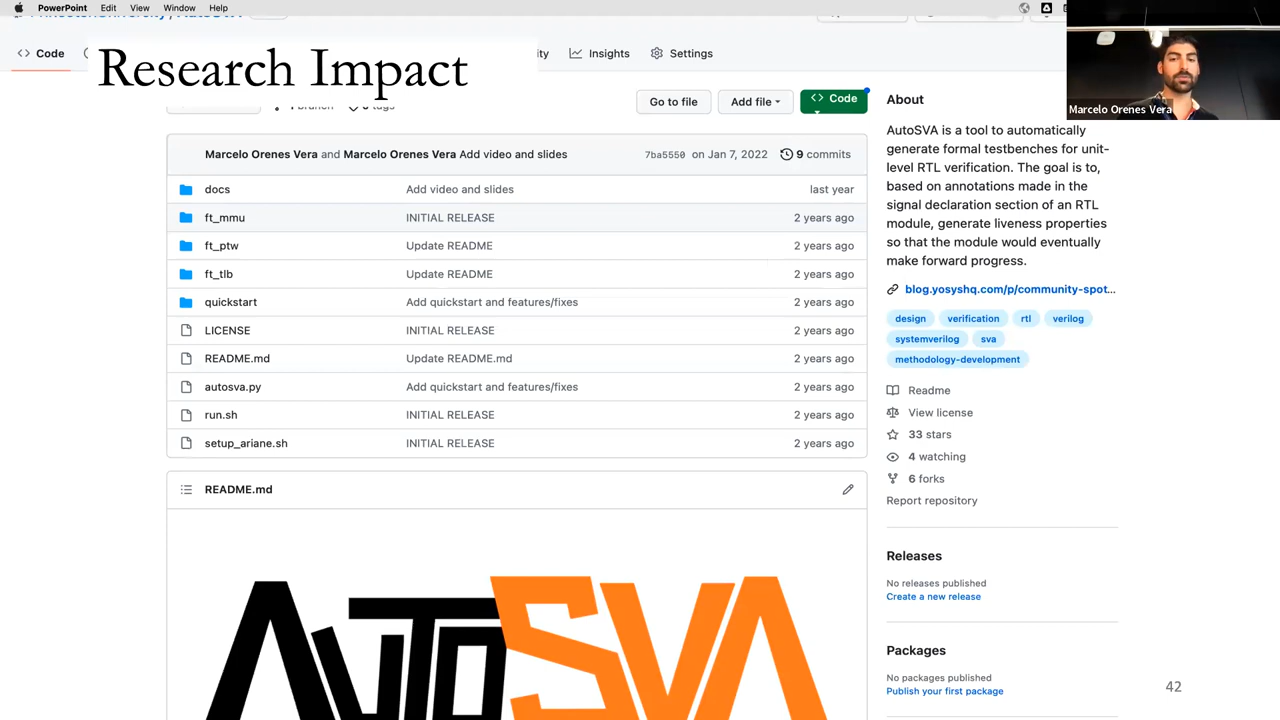 PowerPoint Edit View Window Help
Code
Research Impact
Insights
Settings
Marcelo Orenes Vera
Go to file
Add file
Code
Marcelo Orenes Vera and Marcelo Orenes Vera Add video and slides 7ba5550 on Jan 7, 2022 9 commits
docs Add video and slides last year
ft_mmu INITIAL RELEASE 2 years ago
ft_ptw Update README 2 years ago
ft_tlb Update README 2 years ago
quickstart Add quickstart and features/fixes 2 years ago
LICENSE INITIAL RELEASE 2 years ago
README.md Update README.md 2 years ago
autosva.py Add quickstart and features/fixes 2 years ago
run.sh INITIAL RELEASE 2 years ago
setup_ariane.sh INITIAL RELEASE 2 years ago
README.md
AUTOSVA
About
AutoSVA is a tool to automatically
generate formal testbenches for unit-
level RTL verification. The goal is to,
based on annotations made in the
signal declaration section of an RTL
module, generate liveness properties
so that the module would eventually
make forward progress.
blog.yosyshq.com/p/community-spot...
design verification rtl verilog
systemverilog sva
methodology-development
Readme
View license
33 stars
4 watching
6 forks
Report repository
Releases
No releases published
Create a new release
Packages
No packages published
Publish your first package
42